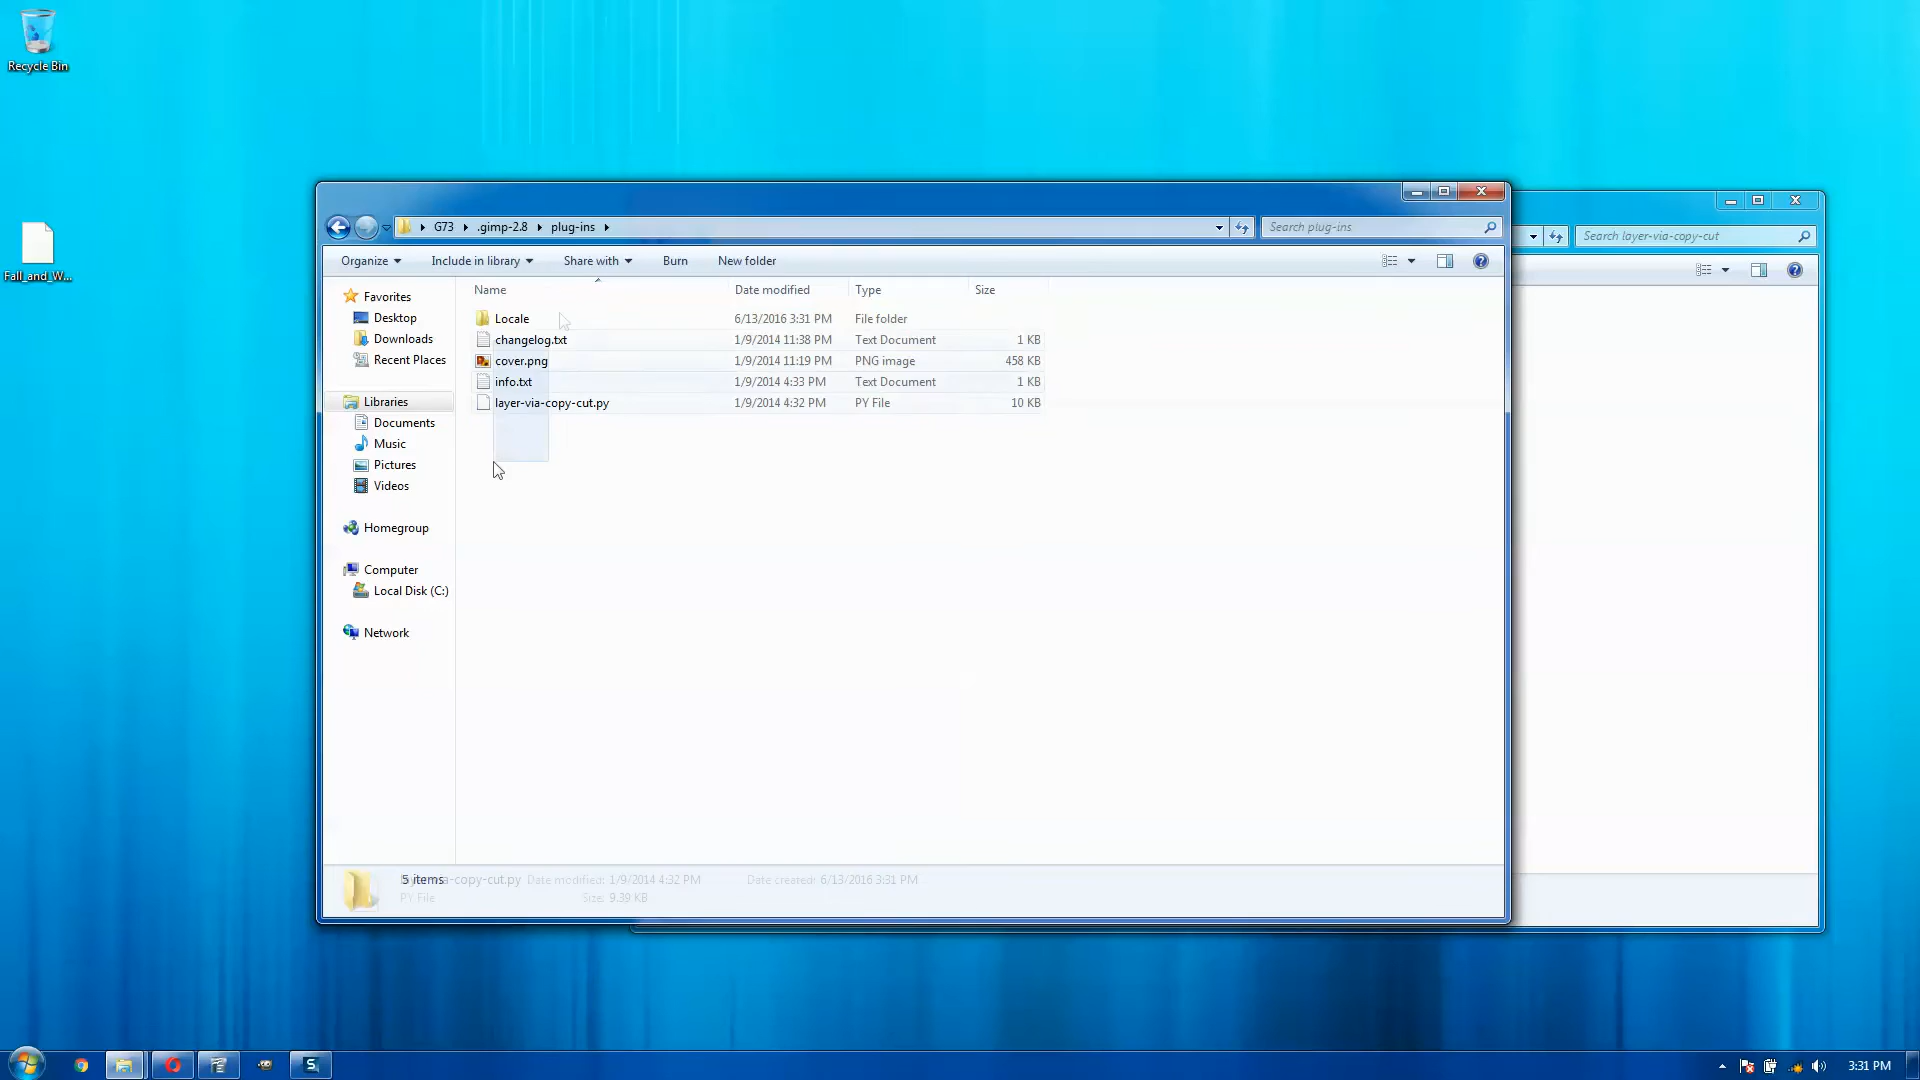 Recycle Bin
Fall_and_W...
G73 .gimp-2.8 plug-ins
Search plug-ins
Search layer-via-copy-cut
Organize Include in library Share with Burn New folder
Name Date modified Type Size
Favorites
Desktop
Downloads
Recent Places
Libraries
Documents
Music
Pictures
Videos
Homegroup
Computer
Local Disk (C:)
Network
Locale 6/13/2016 3:31 PM File folder
changelog.txt 1/9/2014 11:38 PM Text Document 1 KB
cover.png 1/9/2014 11:19 PM PNG image 458 KB
info.txt 1/9/2014 4:33 PM Text Document 1 KB
layer-via-copy-cut.py 1/9/2014 4:32 PM PY File 10 KB
5 items -copy-cut.py Date modified: 1/9/2014 4:32 PM Date created: 6/13/2016 3:31 PM
PY File Size: 9.39 KB
3:31 PM